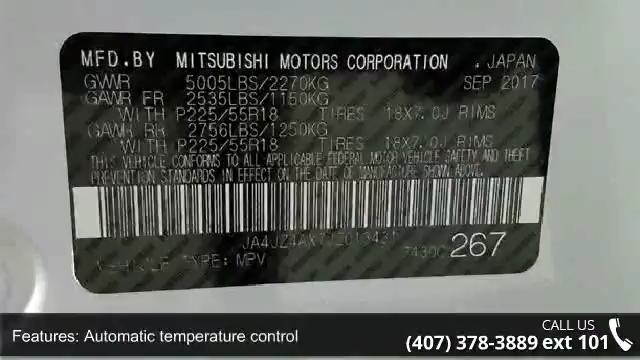 MFD.BY MITSUBISHI MOTORS CORPORATION . JAPAN
GVWR 5005LBS/2270KG SEP 2017
GAWR FR 2535LBS/1150KG
WITH P225/55R18 TIRES 18X7.0J RIMS
GAWR RR 2756LBS/1250KG
WITH P225/55R18 TIRES 18X7.0J RIMS
THIS VEHICLE CONFORMS TO ALL APPLICABLE FEDERAL MOTOR VEHICLE SAFETY AND THEFT
PREVENTION STANDARDS IN EFFECT ON THE DATE OF MANUFACTURE SHOWN ABOVE.
267
VEHICLE TYPE: MPV
Features: Automatic temperature control
CALL US
(407) 378-3889 ext 101